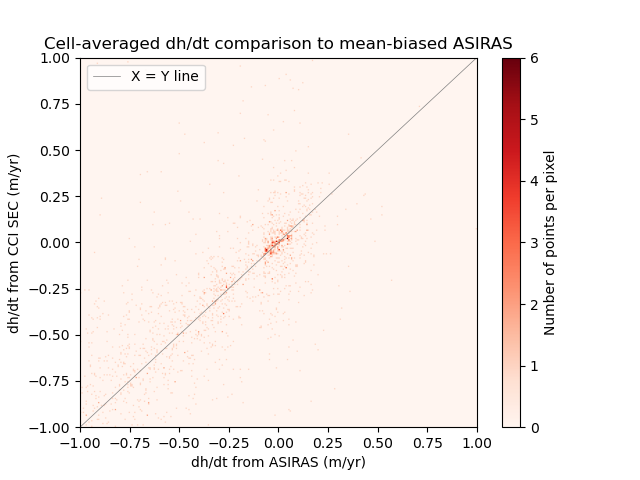 Cell-averaged dh/dt comparison to mean-biased ASIRAS
X = Y line
1.00
0.75
0.50
0.25
0.00
−0.25
−0.50
−0.75
−1.00
dh/dt from CCI SEC (m/yr)
−1.00 −0.75 −0.50 −0.25 0.00 0.25 0.50 0.75 1.00
dh/dt from ASIRAS (m/yr)
6
5
4
3
2
1
0
Number of points per pixel